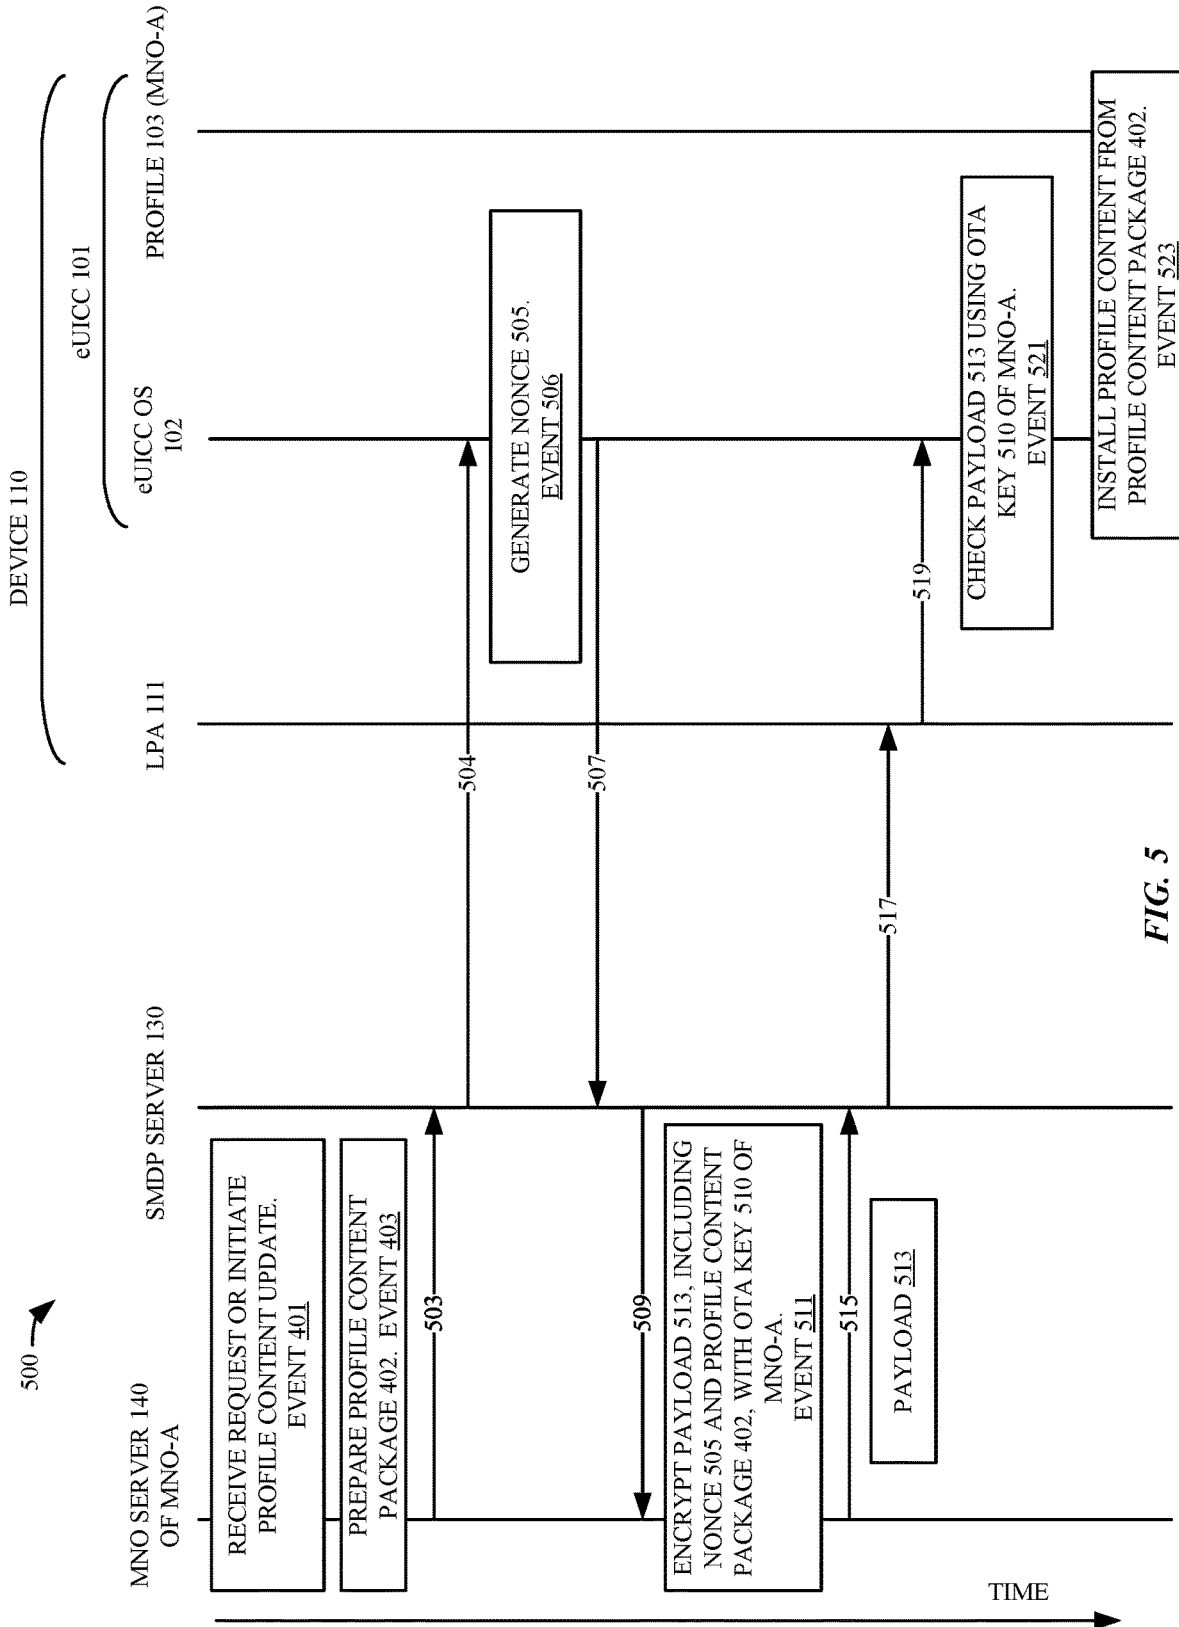 500
DEVICE 110
eUICC 101
MNO SERVER 140
OF MNO-A
SMDP SERVER 130
LPA 111
eUICC OS
102
PROFILE 103 (MNO-A)
RECEIVE REQUEST OR INITIATE
PROFILE CONTENT UPDATE.
EVENT 401
PREPARE PROFILE CONTENT
PACKAGE 402. EVENT 403
503
504
GENERATE NONCE 505.
EVENT 506
507
509
ENCRYPT PAYLOAD 513, INCLUDING
NONCE 505 AND PROFILE CONTENT
PACKAGE 402, WITH OTA KEY 510 OF
MNO-A.
EVENT 511
515
PAYLOAD 513
517
519
CHECK PAYLOAD 513 USING OTA
KEY 510 OF MNO-A.
EVENT 521
INSTALL PROFILE CONTENT FROM
PROFILE CONTENT PACKAGE 402.
EVENT 523
TIME
FIG. 5